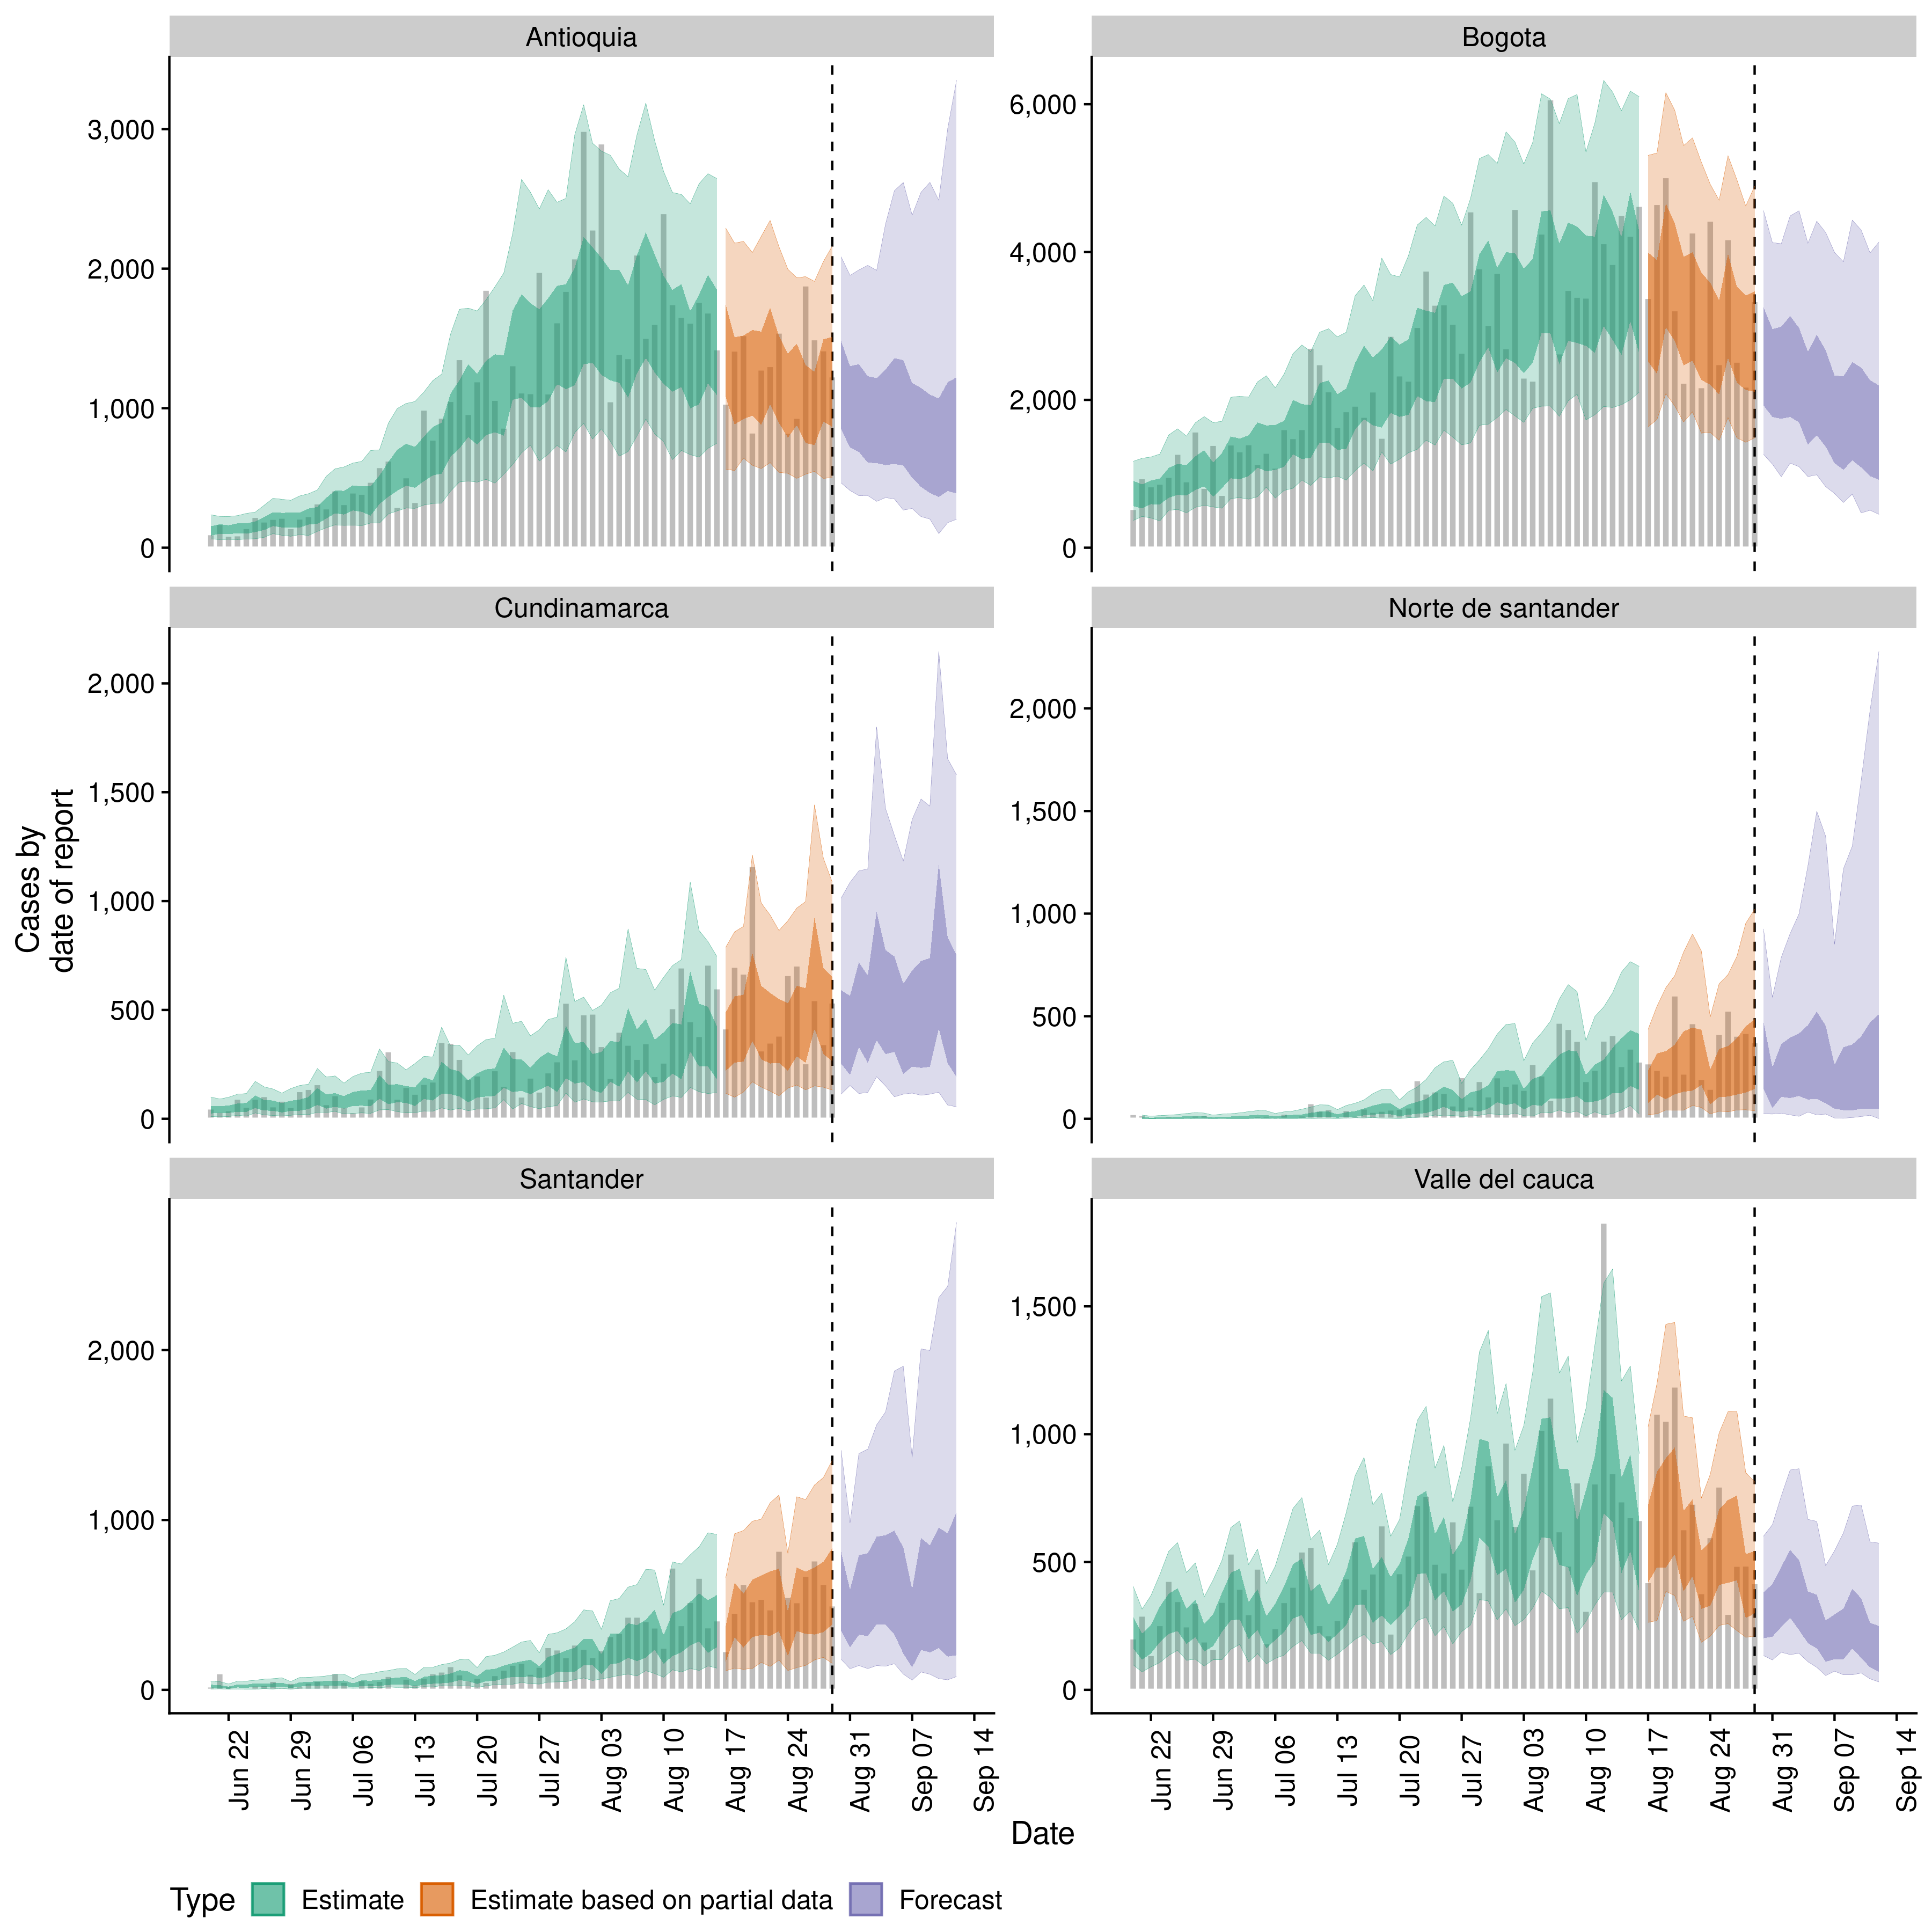 Antioquia
Bogota
3,000
2,000
1,000
0
6,000
4,000
2,000
0
Cundinamarca
Norte de santander
Cases by
date of report
2,000
1,500
1,000
500
0
2,000
1,500
1,000
500
0
Santander
Valle del cauca
2,000
1,000
0
1,500
1,000
500
0
Jun 22
Jun 29
Jul 06
Jul 13
Jul 20
Jul 27
Aug 03
Aug 10
Aug 17
Aug 24
Aug 31
Sep 07
Sep 14
Jun 22
Jun 29
Jul 06
Jul 13
Jul 20
Jul 27
Aug 03
Aug 10
Aug 17
Aug 24
Aug 31
Sep 07
Sep 14
Date
Type Estimate Estimate based on partial data Forecast